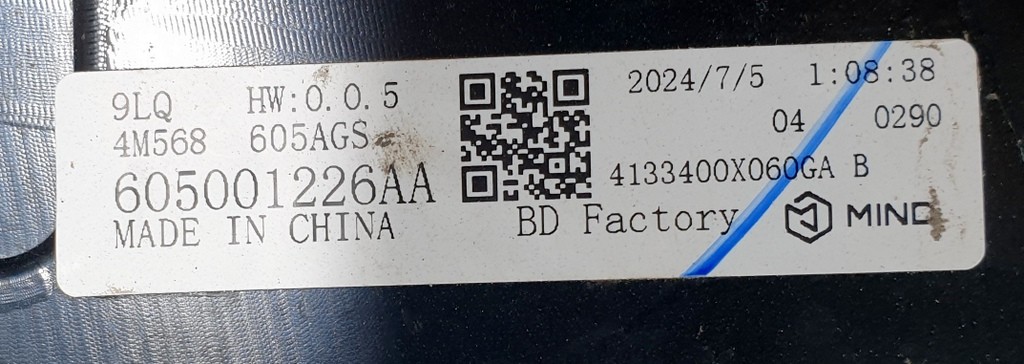 9LQ HW:0.0.5
4M568 605AGS
605001226AA
MADE IN CHINA
2024/7/5 1:08:38
04 0290
4133400X060GA B
BD Factory
MIND